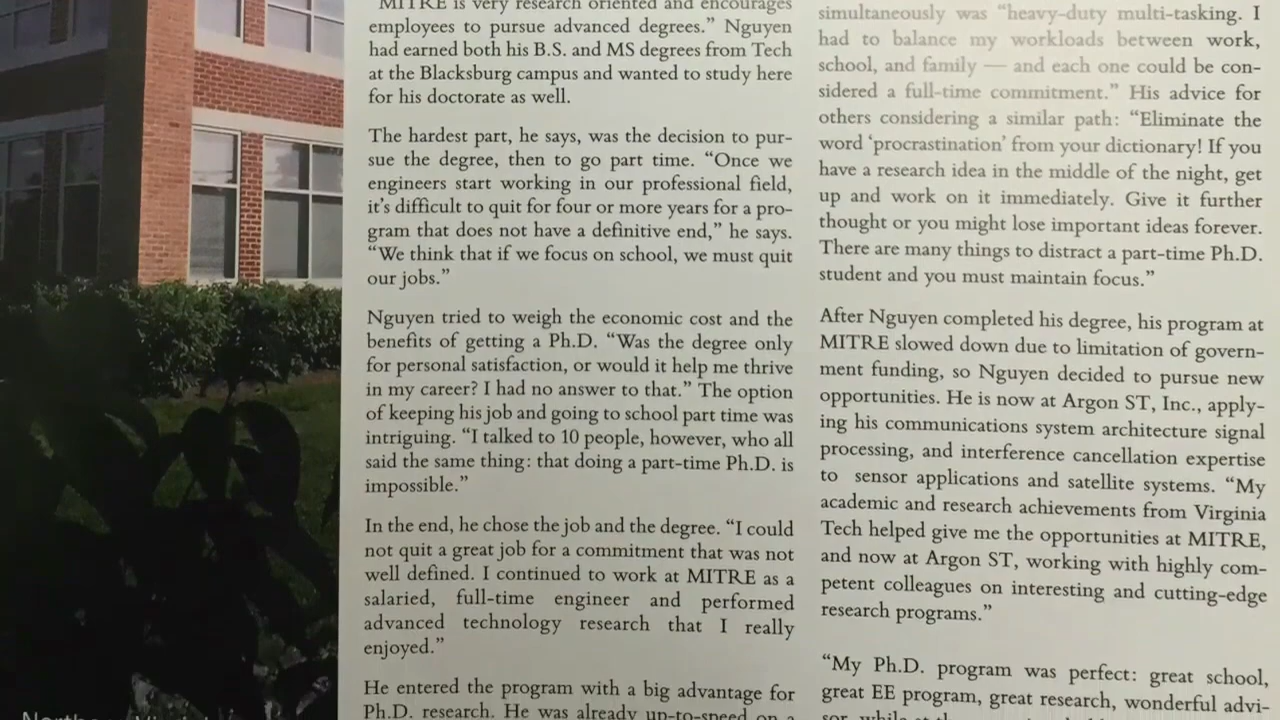 "MITRE is very research oriented and encourages
employees to pursue advanced degrees." Nguyen
had earned both his B.S. and MS degrees from Tech
at the Blacksburg campus and wanted to study here
for his doctorate as well.
The hardest part, he says, was the decision to pur-
sue the degree, then to go part time. "Once we
engineers start working in our professional field,
it's difficult to quit for four or more years for a pro-
gram that does not have a definitive end," he says.
"We think that if we focus on school, we must quit
our jobs."
Nguyen tried to weigh the economic cost and the
benefits of getting a Ph.D. "Was the degree only
for personal satisfaction, or would it help me thrive
in my career? I had no answer to that." The option
of keeping his job and going to school part time was
intriguing. "I talked to 10 people, however, who all
said the same thing: that doing a part-time Ph.D. is
impossible."
In the end, he chose the job and the degree. "I could
not quit a great job for a commitment that was not
well defined. I continued to work at MITRE as a
salaried, full-time engineer and performed
advanced technology research that I really
enjoyed."
He entered the program with a big advantage for
Ph.D. research. He was already up-to-speed on a
simultaneously was "heavy-duty multi-tasking. I
had to balance my workloads between work,
school, and family — and each one could be con-
sidered a full-time commitment." His advice for
others considering a similar path: "Eliminate the
word 'procrastination' from your dictionary! If you
have a research idea in the middle of the night, get
up and work on it immediately. Give it further
thought or you might lose important ideas forever.
There are many things to distract a part-time Ph.D.
student and you must maintain focus."
After Nguyen completed his degree, his program at
MITRE slowed down due to limitation of govern-
ment funding, so Nguyen decided to pursue new
opportunities. He is now at Argon ST, Inc., apply-
ing his communications system architecture signal
processing, and interference cancellation expertise
to sensor applications and satellite systems. "My
academic and research achievements from Virginia
Tech helped give me the opportunities at MITRE,
and now at Argon ST, working with highly com-
petent colleagues on interesting and cutting-edge
research programs."
"My Ph.D. program was perfect: great school,
great EE program, great research, wonderful advi-
sor, while